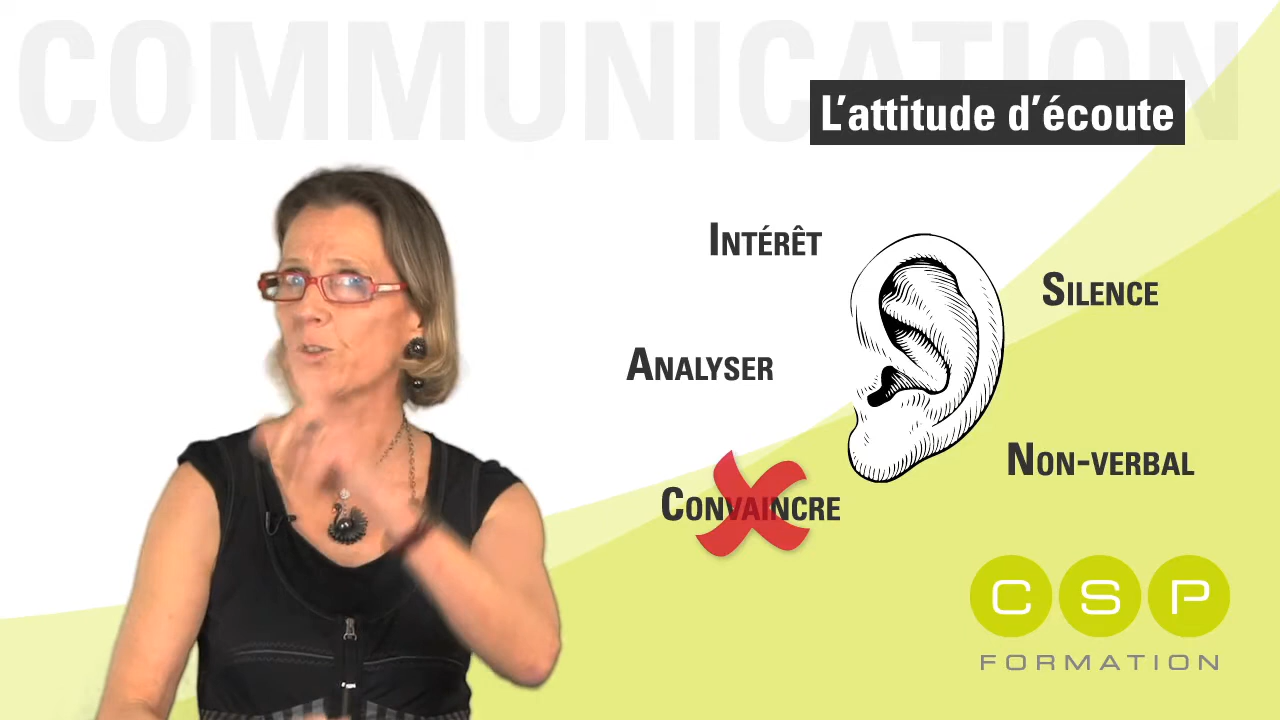 COMMUNICATION
L'attitude d'écoute
INTÉRÊT
SILENCE
ANALYSER
NON-VERBAL
CONVAINCRE
CSP
FORMATION